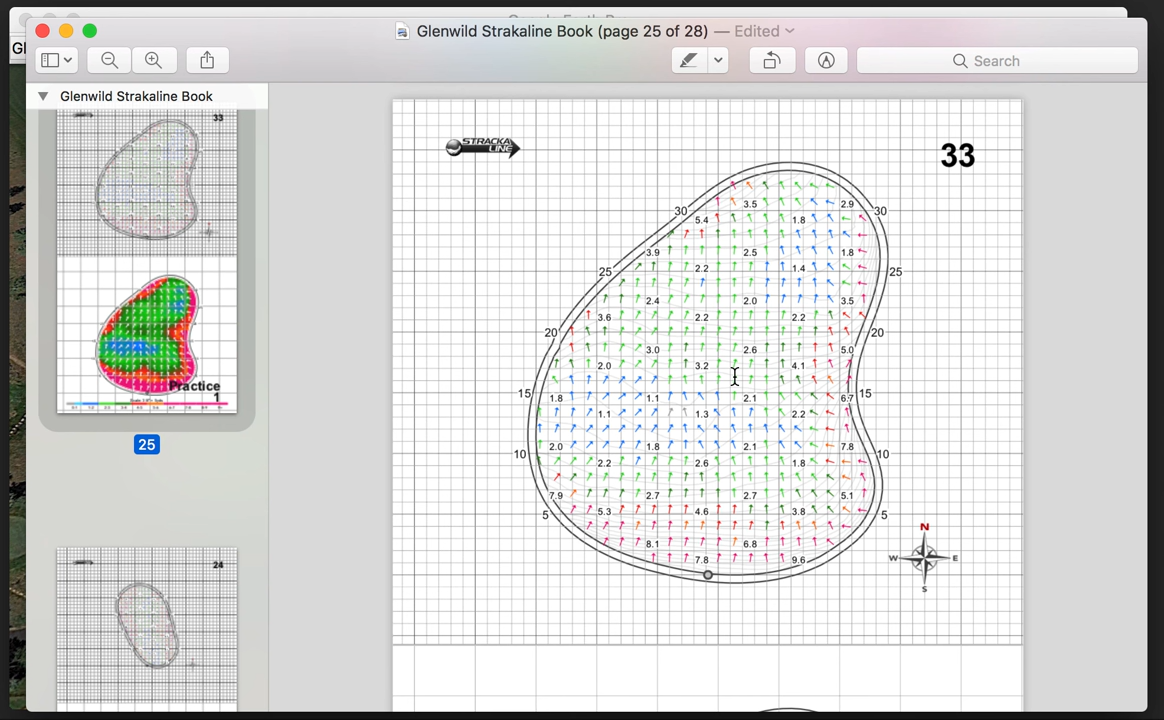 Glenwild Strakaline Book (page 25 of 28) — Edited
Search
Glenwild Strakaline Book
33
Practice
1
25
24
STRACKA
LINE
33
3.5 2.9
30 5.4 1.8 30
3.9 2.5 1.8
25 2.2 1.4 25
2.4 2.0 3.5
3.6 2.2 2.2
20 20
3.0 2.6 5.0
2.0 3.2 4.1
15 1.8 1.1 2.1 6.7 15
1.1 1.3 2.2
2.0 1.8 2.1 7.8
10 10
2.2 2.6 1.8
7.9 2.7 2.7 5.1
5.3 4.6 3.8
5 5
8.1 6.8
7.8 9.6
N
W E
S